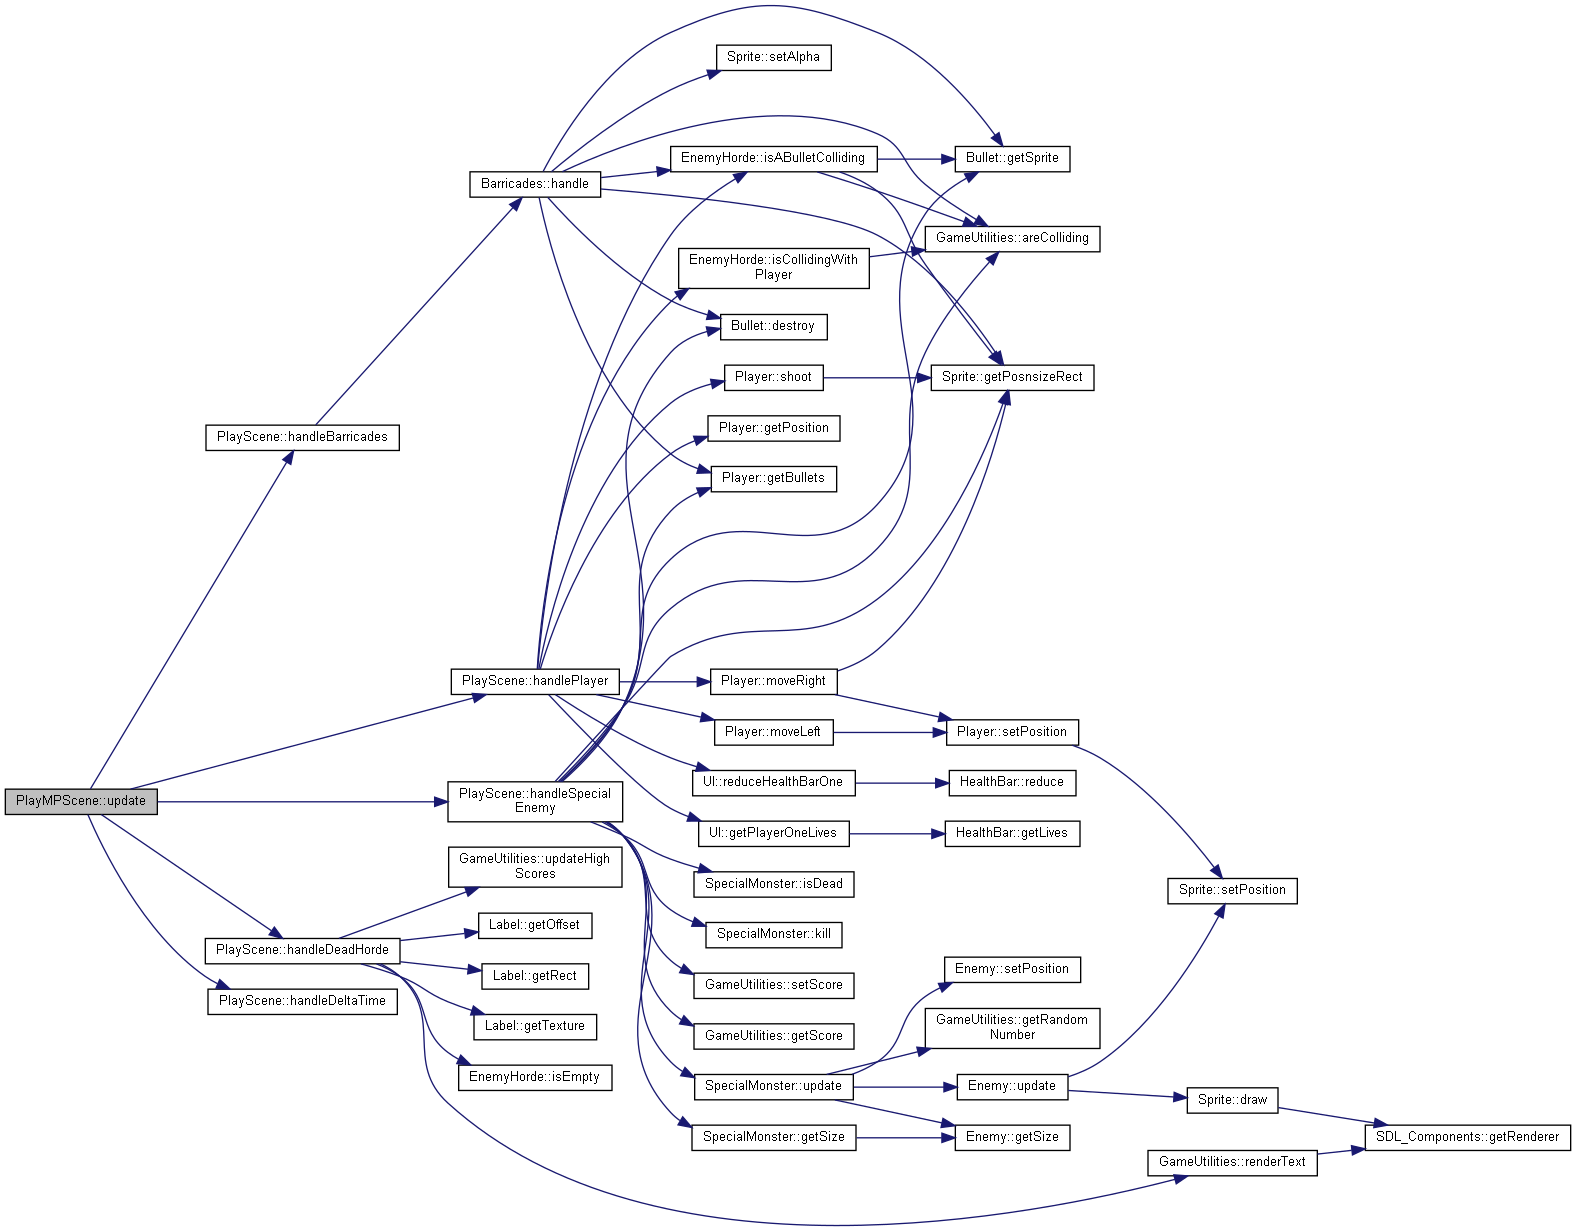 Sprite::setAlpha
EnemyHorde::isABulletColliding
Bullet::getSprite
Barricades::handle
GameUtilities::areColliding
EnemyHorde::isCollidingWith
Player
Bullet::destroy
Player::shoot
Sprite::getPosnsizeRect
Player::getPosition
PlayScene::handleBarricades
Player::getBullets
PlayScene::handlePlayer
Player::moveRight
Player::moveLeft
Player::setPosition
UI::reduceHealthBarOne
HealthBar::reduce
PlayMPScene::update
PlayScene::handleSpecial
Enemy
UI::getPlayerOneLives
HealthBar::getLives
GameUtilities::updateHigh
Scores
SpecialMonster::isDead
Sprite::setPosition
Label::getOffset
SpecialMonster::kill
PlayScene::handleDeadHorde
Label::getRect
Enemy::setPosition
GameUtilities::setScore
PlayScene::handleDeltaTime
Label::getTexture
GameUtilities::getScore
GameUtilities::getRandom
Number
EnemyHorde::isEmpty
SpecialMonster::update
Enemy::update
Sprite::draw
SpecialMonster::getSize
Enemy::getSize
SDL_Components::getRenderer
GameUtilities::renderText